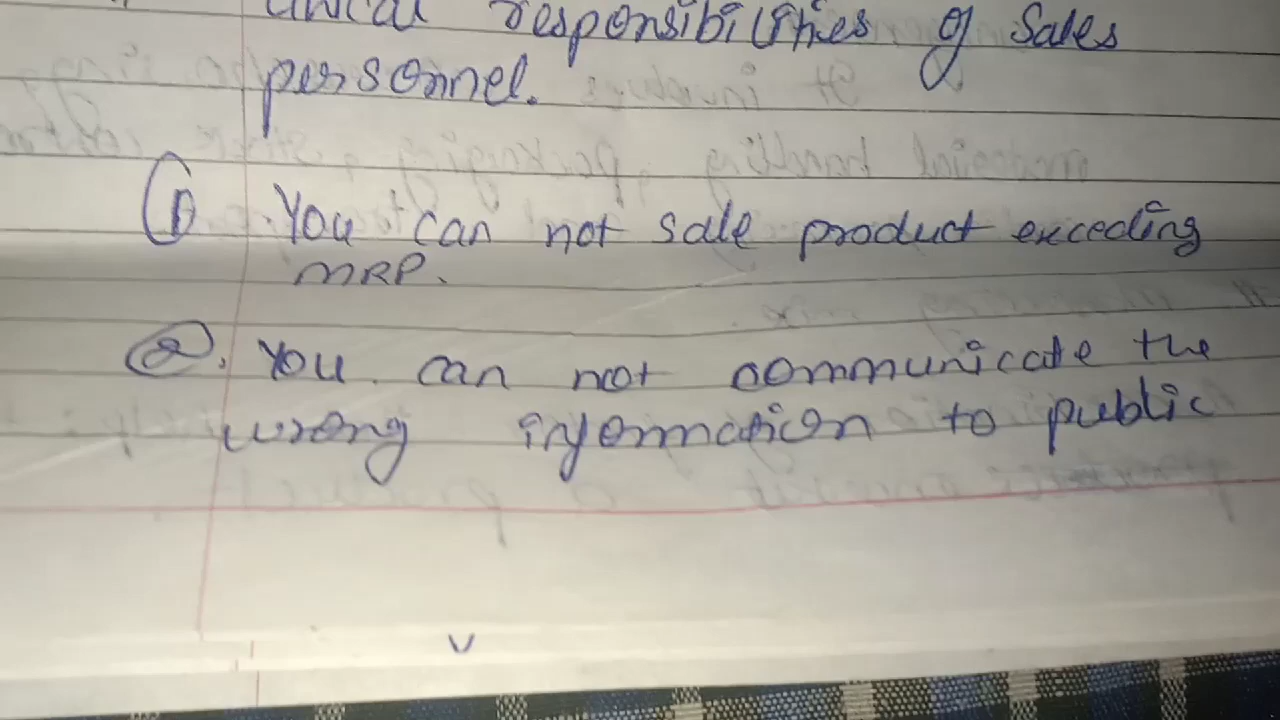 responsibilities of Sales
personnel.
① You can not sale product exceeding
MRP.
②. You can not communicate the
wrong information to public